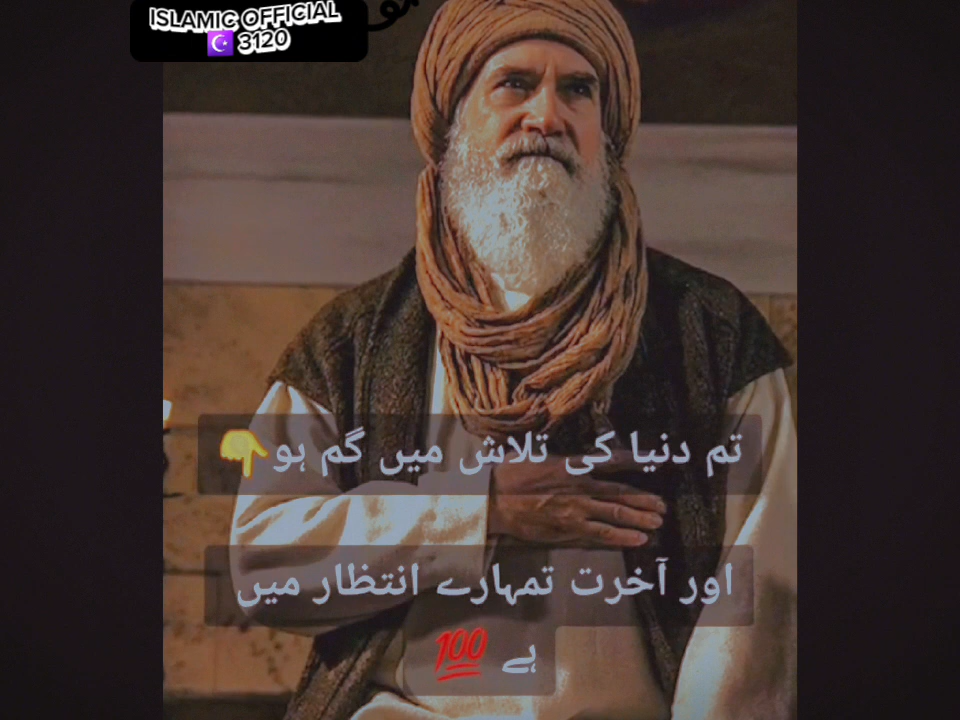 ISLAMIC OFFICIAL
☪️ 3120
تم دنیا کی تلاش میں گم ہو👇
اور آخرت تمہارے انتظار میں
ہے 💯